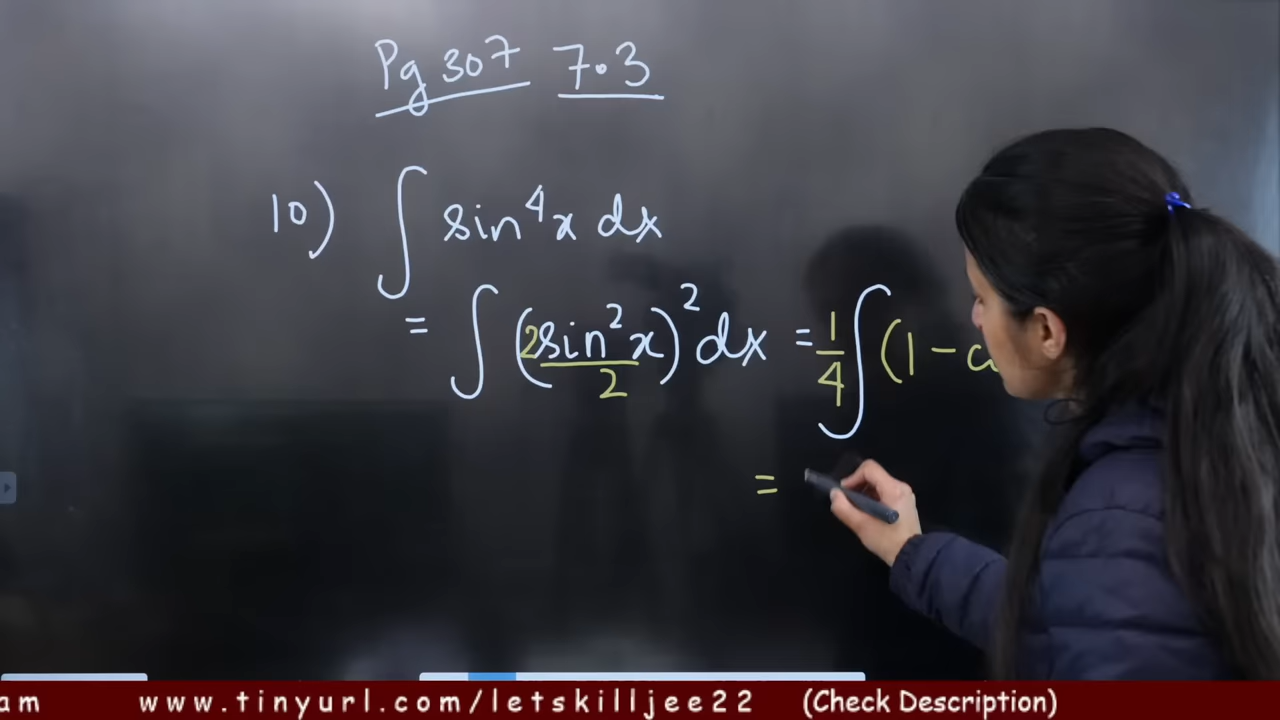 Pg 307 7.3
10) ∫ sin⁴x dx
= ∫ (2sin²x/2)² dx = 1/4 ∫ (1 - c
=
am www.tinyurl.com/letskilljee22 (Check Description)